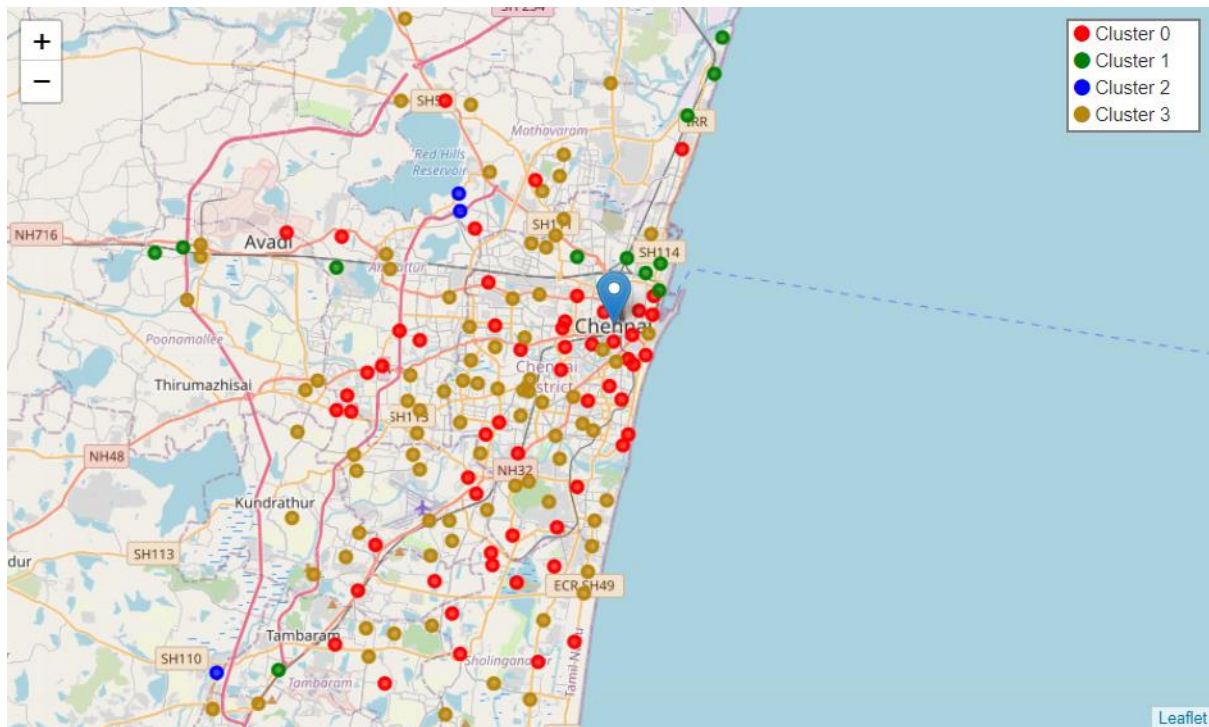 SH 234
+
−
Cluster 0
Cluster 1
Cluster 2
Cluster 3
Mathavaram
IRR
Red Hills
Reservoir
NH716
Avadi
SH114
Chennai
Poonamallee
Thirumazhisai
Chennai
District
SH113
NH48
NH32
Kundrathur
SH113
dur
ECR SH49
Tambaram
SH110
Sholinganallur
Tambaram
Tamil Nadu
Leaflet